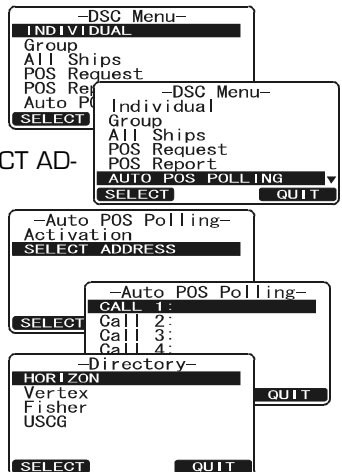 —DSC Menu—
INDIVIDUAL
Group
All Ships
POS Request
POS Rep
Auto PO
SELECT
—DSC Menu—
Individual
Group
All Ships
POS Request
POS Report
AUTO POS POLLING ▼
SELECT QUIT
CT AD-
—Auto POS Polling—
Activation
SELECT ADDRESS
SELECT
—Auto POS Polling—
CALL 1:
Call 2:
Call 3:
Call 4:
QUIT
—Directory—
HORIZON
Vertex
Fisher
USCG
SELECT QUIT